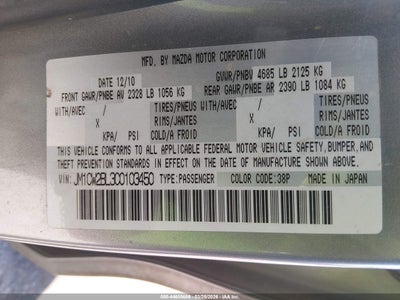 MFD. BY MAZDA MOTOR CORPORATION
DATE 12/10 GVWR/PNBV 4685 LB 2125 KG
FRONT GAWR/PNBE AV 2328 LB 1056 KG REAR GAWR/PNBE AR 2390 LB 1084 KG
WITH/AVEC / TIRES/PNEUS WITH/AVEC / TIRES/PNEUS
X RIMS/JANTES X RIMS/JANTES
KPA/ PSI COLD/A FROID KPA/ PSI COLD/A FROID
THIS VEHICLE CONFORMS TO ALL APPLICABLE FEDERAL MOTOR VEHICLE SAFETY, BUMPER, AND
THEFT PREVENTION STANDARDS IN EFFECT ON THE DATE OF MANUFACTURE SHOWN ABOVE.
VIN: JM1CW2BL3C0103450 TYPE:PASSENGER COLOR CODE:38P MADE IN JAPAN